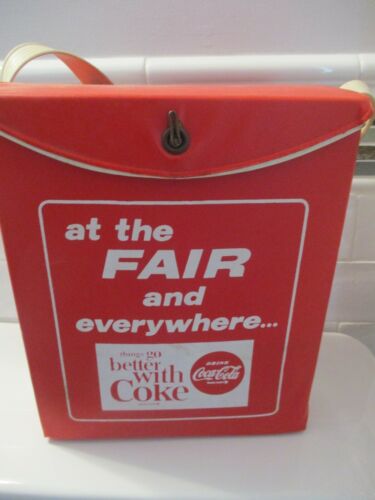 at the
FAIR
and
everywhere...
things go
better
with
Coke
DRINK
Coca-Cola